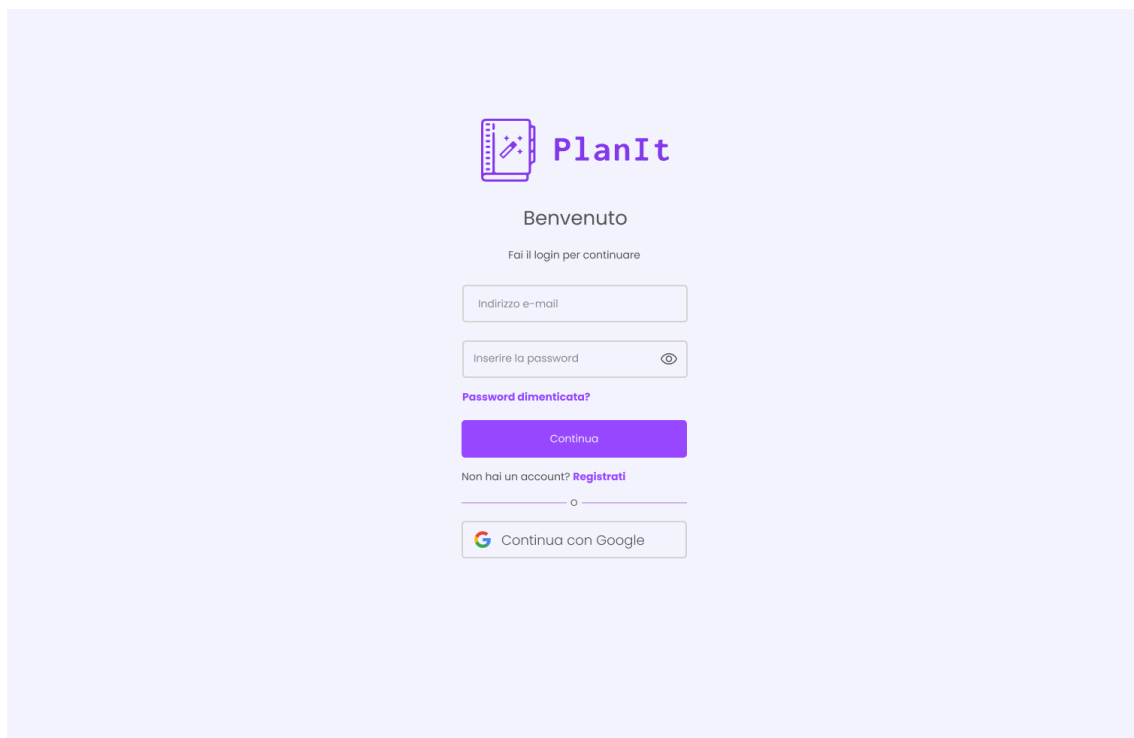 PlanIt
Benvenuto
Fai il login per continuare
Indirizzo e-mail
Inserire la password
Password dimenticata?
Continua
Non hai un account? Registrati
O
Continua con Google